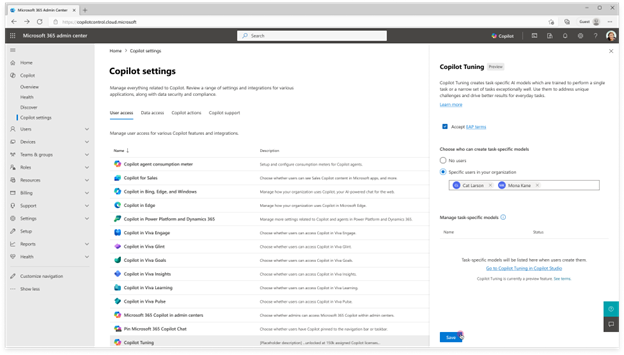 Microsoft 365 admin center
https://copilotcontrol.cloud.microsoft
Guest
Microsoft 365 admin center
Search
Copilot
Home
Copilot
Overview
Health
Discover
Copilot settings
Users
Devices
Teams & groups
Roles
Resources
Billing
Support
Settings
Setup
Reports
Health
Customize navigation
Show less
Home > Copilot settings
Copilot settings
Manage everything related to Copilot. Review a range of settings and integrations for various
applications, along with data security and compliance.
User access Data access Copilot actions Copilot support
Manage user access for various Copilot features and integrations.
Name ↓ Description
Copilot agent consumption meter Setup and configure consumption meters for Copilot agents.
Copilot for Sales Choose whether users can see Sales Copilot content in Microsoft apps, and more.
Copilot in Bing, Edge, and Windows Manage how your organization uses Copilot, your AI-powered chat for the web.
Copilot in Edge Manage how your organization uses Copilot in Microsoft Edge.
Copilot in Power Platform and Dynamics 365 Manage more settings related to Copilot and agents in Power Platform and Dynamics 365.
Copilot in Viva Engage Choose whether users can access Copilot in Viva Engage.
Copilot in Viva Glint Choose whether users can access Copilot in Viva Glint.
Copilot in Viva Goals Choose whether users can access Copilot in Viva Goals.
Copilot in Viva Insights Choose whether users can access Copilot in Viva Insights.
Copilot in Viva Learning Choose whether users can access Copilot in Viva Learning.
Copilot in Viva Pulse Choose whether users can access Copilot in Viva Pulse.
Microsoft 365 Copilot in admin centers Choose whether admins can access Microsoft 365 Copilot within admin centers.
Pin Microsoft 365 Copilot Chat Choose whether users have Copilot pinned to the navigation bar or taskbar.
Copilot Tuning [Placeholder description]... unlocked at 150k assigned Copilot licenses...
Copilot Tuning Preview
Copilot Tuning creates task-specific AI models which are trained to perform a single
task or a narrow set of tasks exceptionally well. Use them to address unique
challenges and drive better results for everyday tasks.
Learn more
Accept EAP terms
Choose who can create task-specific models
No users
Specific users in your organization
Cat Larson Mona Kane
Manage task-specific models
Name Status
Task-specific models will be listed here when users create them.
Go to Copilot Tuning in Copilot Studio
Copilot Tuning is currently a preview feature. See terms
Save